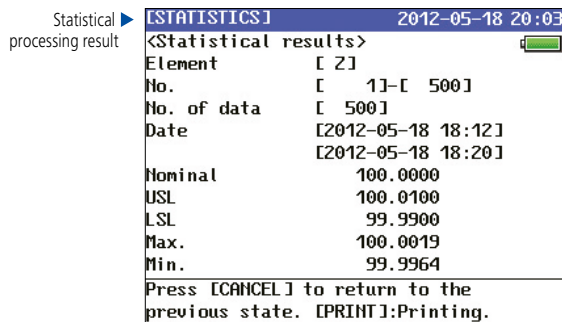 Statistical
processing result
[STATISTICS] 2012-05-18 20:03
<Statistical results>
Element [ Z]
No. [ 1]-[ 500]
No. of data [ 500]
Date [2012-05-18 18:12]
[2012-05-18 18:20]
Nominal 100.0000
USL 100.0100
LSL 99.9900
Max. 100.0019
Min. 99.9964
Press [CANCEL] to return to the
previous state. [PRINT]:Printing.